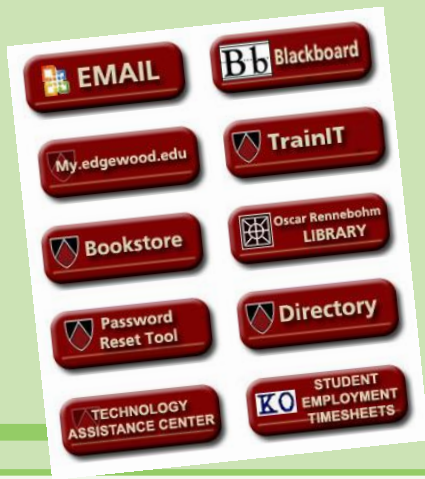 EMAIL
Bb Blackboard
My.edgewood.edu
TrainIT
Bookstore
Oscar Rennebohm
LIBRARY
Password
Reset Tool
Directory
TECHNOLOGY
ASSISTANCE CENTER
KO STUDENT
EMPLOYMENT
TIMESHEETS